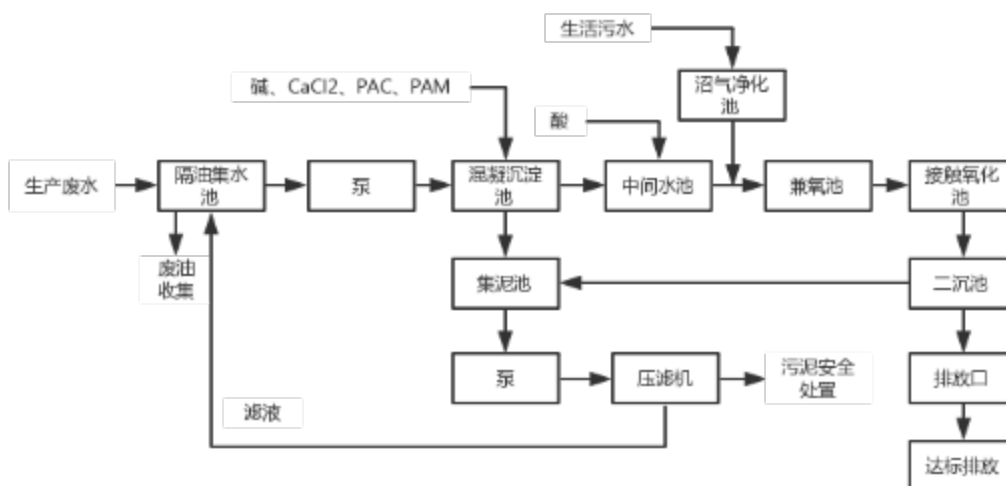 生活污水
碱、CaCl2、PAC、PAM
沼气净化
池
酸
生产废水
隔油集水
池
泵
混凝沉淀
池
中间水池
兼氧池
接触氧化
池
废油
收集
集泥池
二沉池
泵
压滤机
污泥安全
处置
排放口
滤液
达标排放